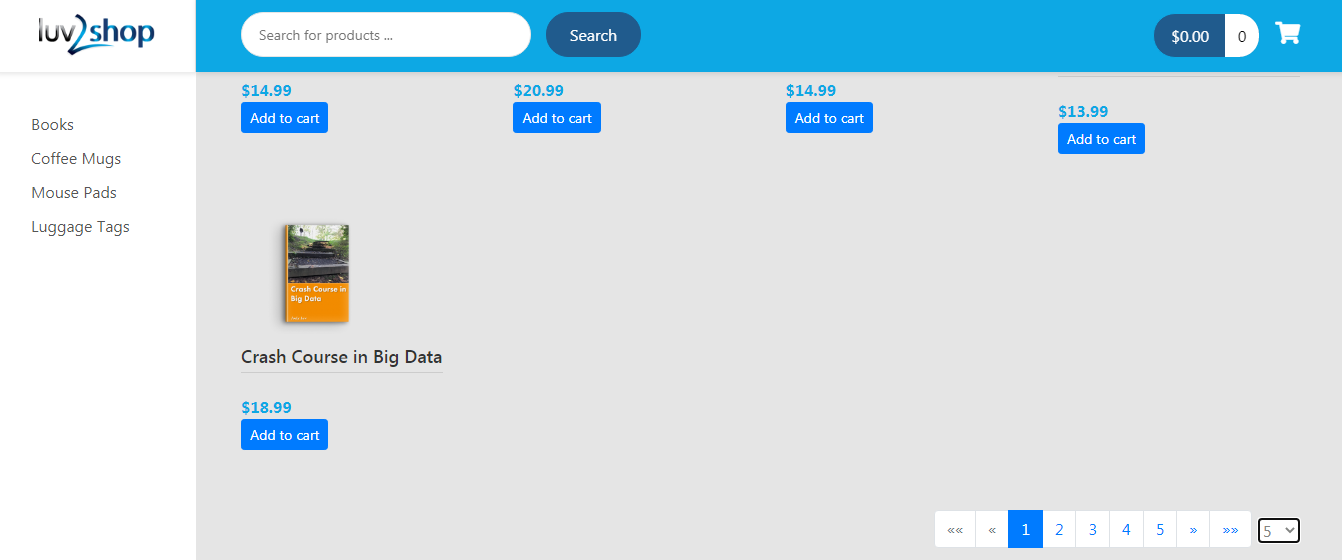 luv2shop
Search for products ...
Search
$0.00
0
Books
Coffee Mugs
Mouse Pads
Luggage Tags
$14.99
$20.99
$14.99
$13.99
Add to cart
Add to cart
Add to cart
Add to cart
Crash Course in
Big Data
Crash Course in Big Data
$18.99
Add to cart
«« « 1 2 3 4 5 » »» 5